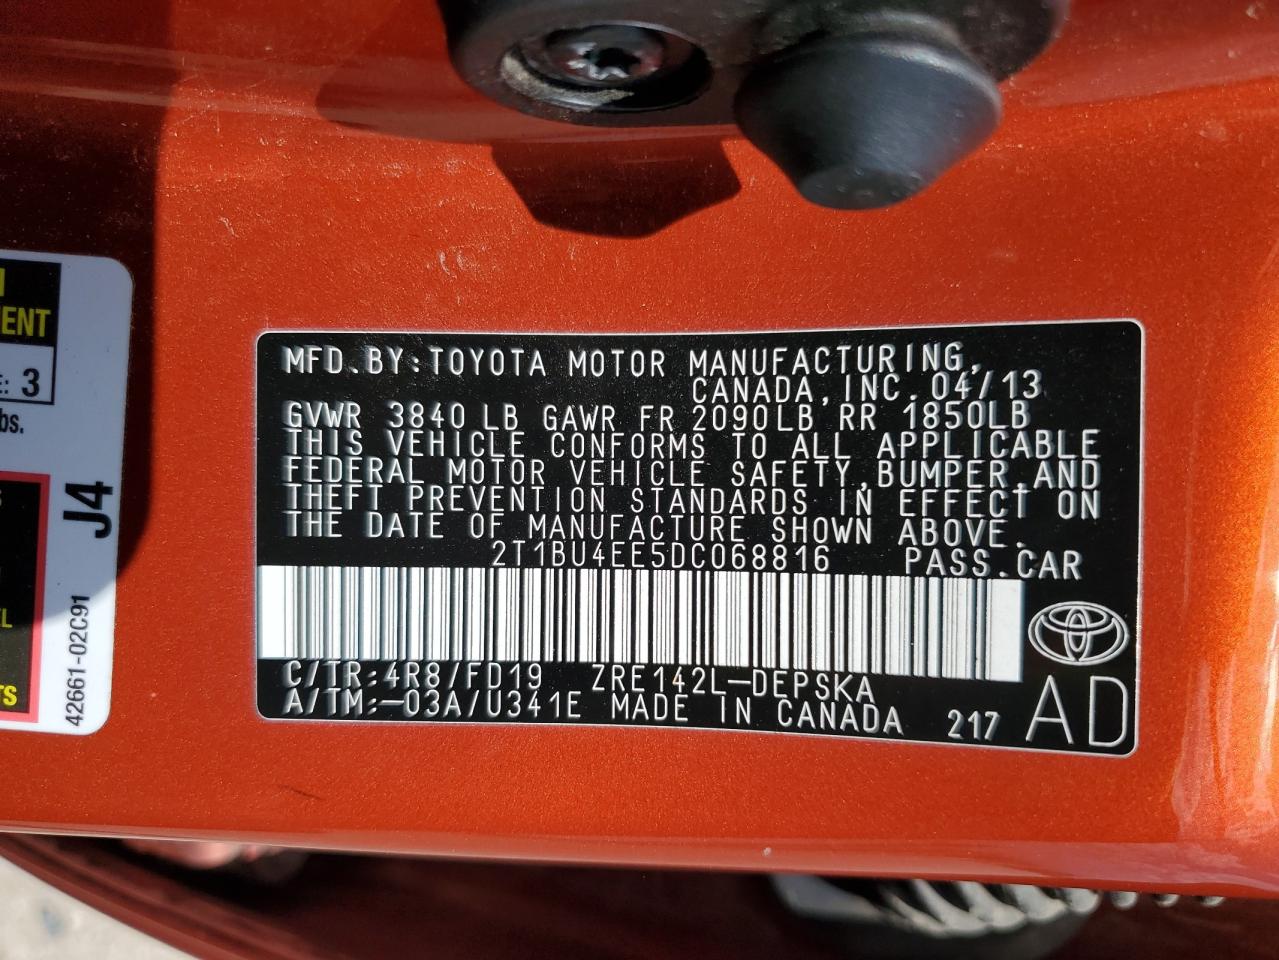 MFD.BY:TOYOTA MOTOR MANUFACTURING,
CANADA,INC.04/13
GVWR 3840 LB GAWR FR 2090LB RR 1850LB
THIS VEHICLE CONFORMS TO ALL APPLICABLE
FEDERAL MOTOR VEHICLE SAFETY,BUMPER,AND
THEFT PREVENTION STANDARDS IN EFFECT ON
THE DATE OF MANUFACTURE SHOWN ABOVE.
2T1BU4EE5DC068816 PASS.CAR
C/TR:4R8/FD19 ZRE142L-DEPSKA
A/TM:-03A/U341E MADE IN CANADA 217
AD
3
J4
42661-02C91